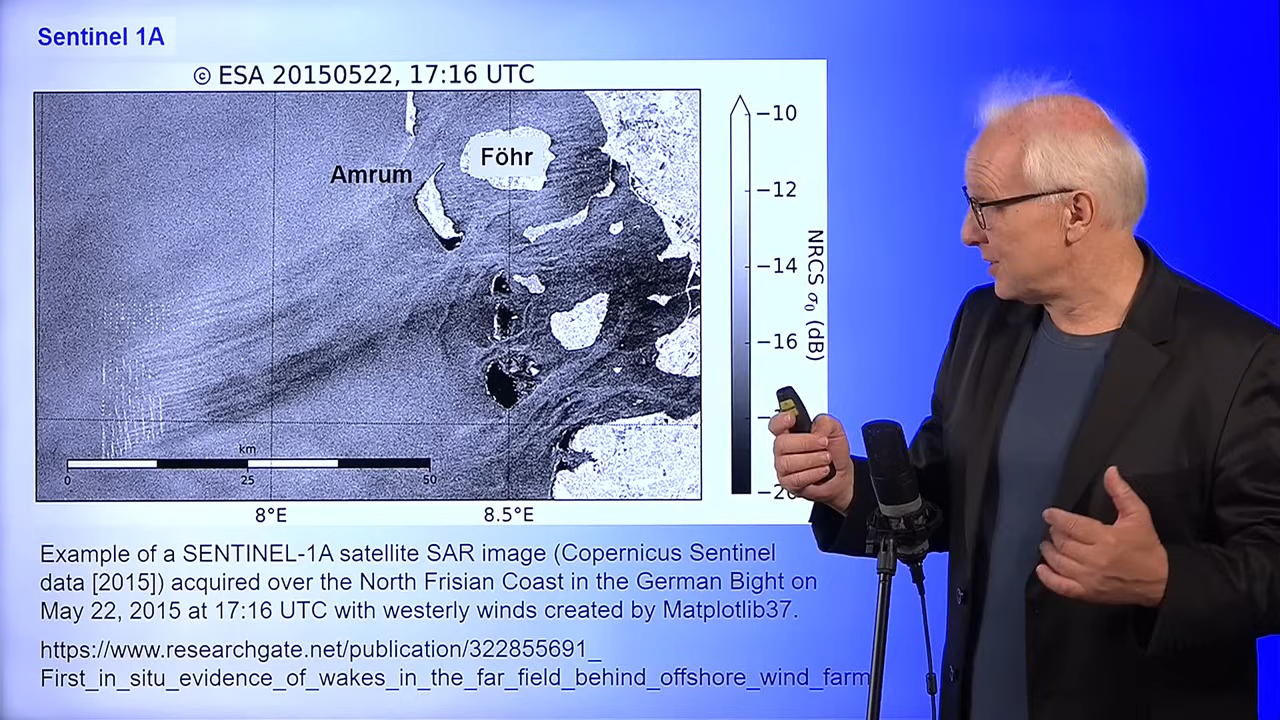 Sentinel 1A
© ESA 20150522, 17:16 UTC
Amrum
Föhr
-10
-12
-14
-16
NRCS σ₀ (dB)
km
0
25
50
8°E
8.5°E
Example of a SENTINEL-1A satellite SAR image (Copernicus Sentinel
data [2015]) acquired over the North Frisian Coast in the German Bight on
May 22, 2015 at 17:16 UTC with westerly winds created by Matplotlib37.
https://www.researchgate.net/publication/322855691_
First_in_situ_evidence_of_wakes_in_the_far_field_behind_offshore_wind_farm